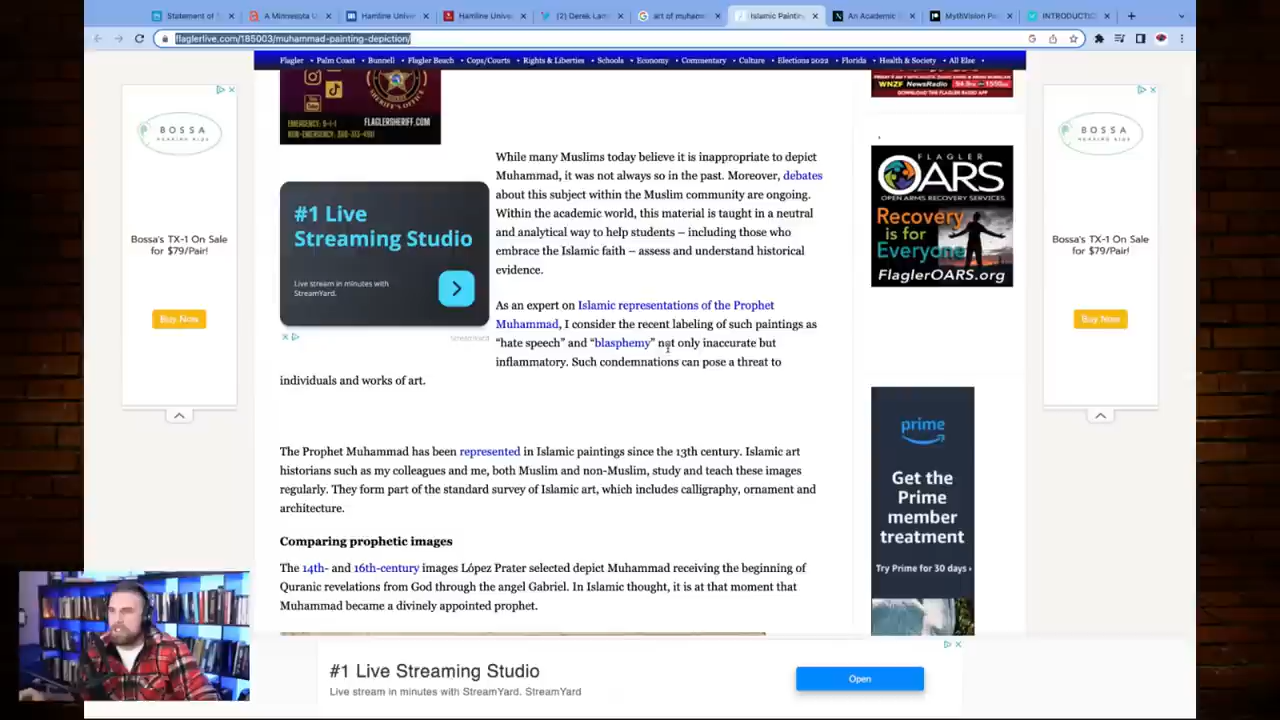 Statement of
A Minnesota U
Hamline Univer
Hamline Unive
(2) Derek Lam
art of muham
Islamic Paintin
An Academic
MythVision Po
INTRODUCTIO
flaglerlive.com/185003/muhammad-painting-depiction/
Flagler • Palm Coast • Bunnell • Flagler Beach • Cops/Courts • Rights & Liberties • Schools • Economy • Commentary • Culture • Elections 2022 • Florida • Health & Society • All Else •
EMERGENCY: 9-1-1
FLAGLERSHERIFF.COM
WNZF NewsRadio
DOWNLOAD THE FLAGLER RADIO APP
BOSSA
HEARING AIDS
Bossa's TX-1 On Sale
for $79/Pair!
Buy Now
#1 Live
Streaming Studio
Live stream in minutes with
StreamYard.
StreamYard
While many Muslims today believe it is inappropriate to depict
Muhammad, it was not always so in the past. Moreover, debates
about this subject within the Muslim community are ongoing.
Within the academic world, this material is taught in a neutral
and analytical way to help students – including those who
embrace the Islamic faith – assess and understand historical
evidence.
As an expert on Islamic representations of the Prophet
Muhammad, I consider the recent labeling of such paintings as
“hate speech” and “blasphemy” not only inaccurate but
inflammatory. Such condemnations can pose a threat to
individuals and works of art.
The Prophet Muhammad has been represented in Islamic paintings since the 13th century. Islamic art
historians such as my colleagues and me, both Muslim and non-Muslim, study and teach these images
regularly. They form part of the standard survey of Islamic art, which includes calligraphy, ornament and
architecture.
Comparing prophetic images
The 14th- and 16th-century images López Prater selected depict Muhammad receiving the beginning of
Quranic revelations from God through the angel Gabriel. In Islamic thought, it is at that moment that
Muhammad became a divinely appointed prophet.
FLAGLER
OARS
OPEN ARMS RECOVERY SERVICES
Recovery
is for
Everyone
FlaglerOARS.org
prime
Get the
Prime
member
treatment
Try Prime for 30 days ›
BOSSA
HEARING AIDS
Bossa's TX-1 On Sale
for $79/Pair!
Buy Now
#1 Live Streaming Studio
Live stream in minutes with StreamYard. StreamYard
Open